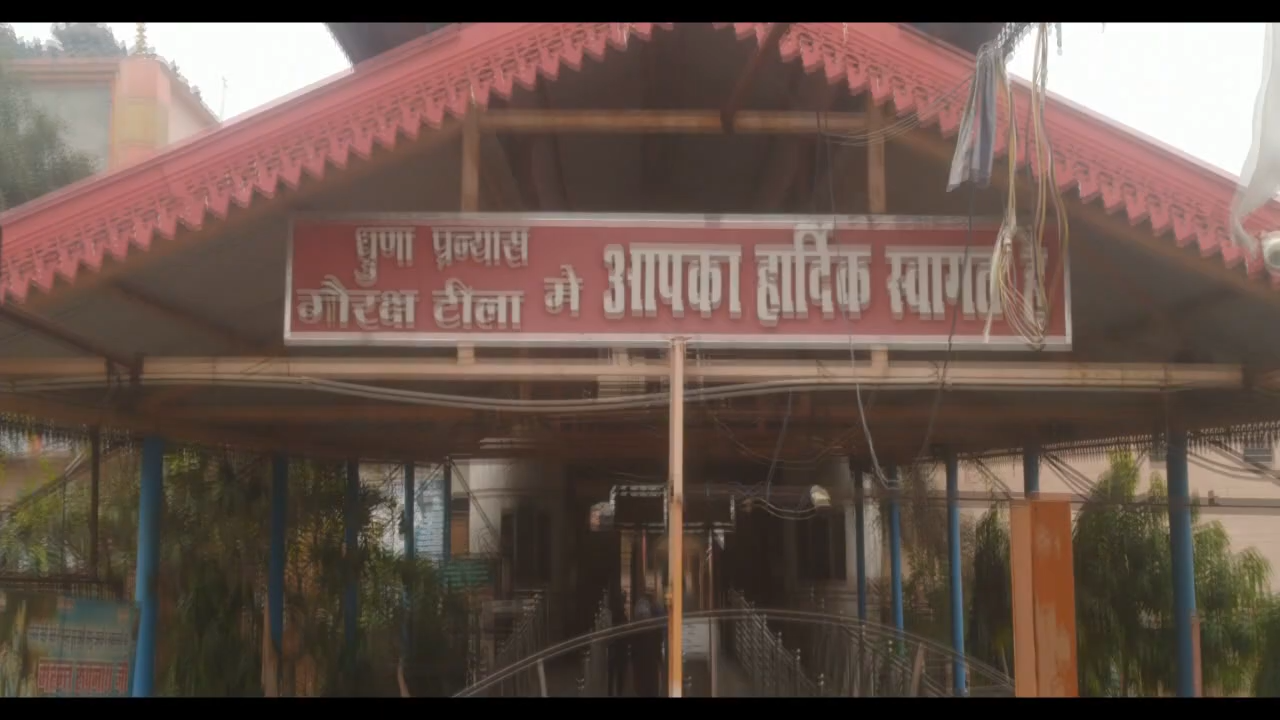 धुणा प्रन्यास
गौरक्ष टीला में आपका हार्दिक स्वागत है